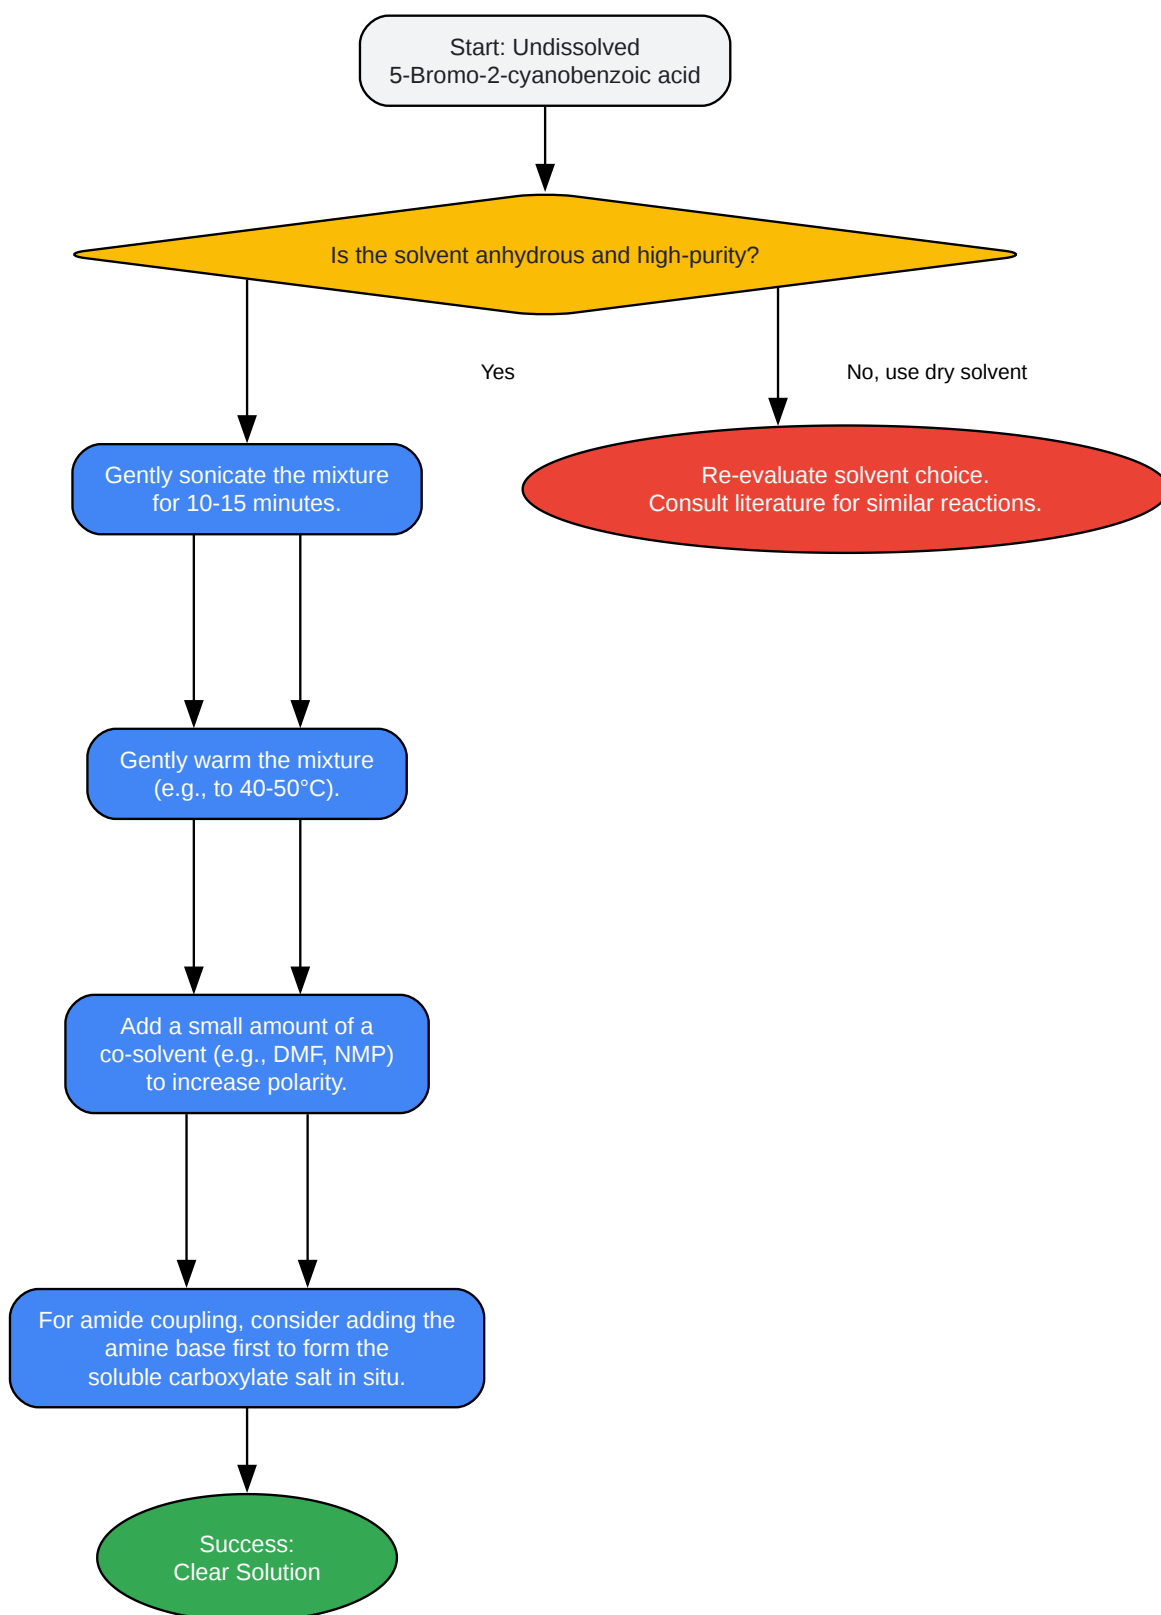 Start: Undissolved
5-Bromo-2-cyanobenzoic acid
Is the solvent anhydrous and high-purity?
Yes
No, use dry solvent
Gently sonicate the mixture
for 10-15 minutes.
Re-evaluate solvent choice.
Consult literature for similar reactions.
Gently warm the mixture
(e.g., to 40-50°C).
Add a small amount of a
co-solvent (e.g., DMF, NMP)
to increase polarity.
For amide coupling, consider adding the
amine base first to form the
soluble carboxylate salt in situ.
Success:
Clear Solution